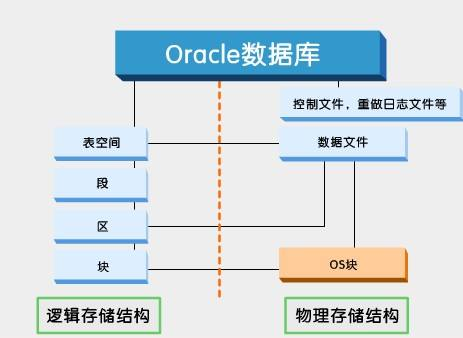 Oracle数据库
控制文件，重做日志文件等
表空间
数据文件
段
区
块
OS块
逻辑存储结构
物理存储结构